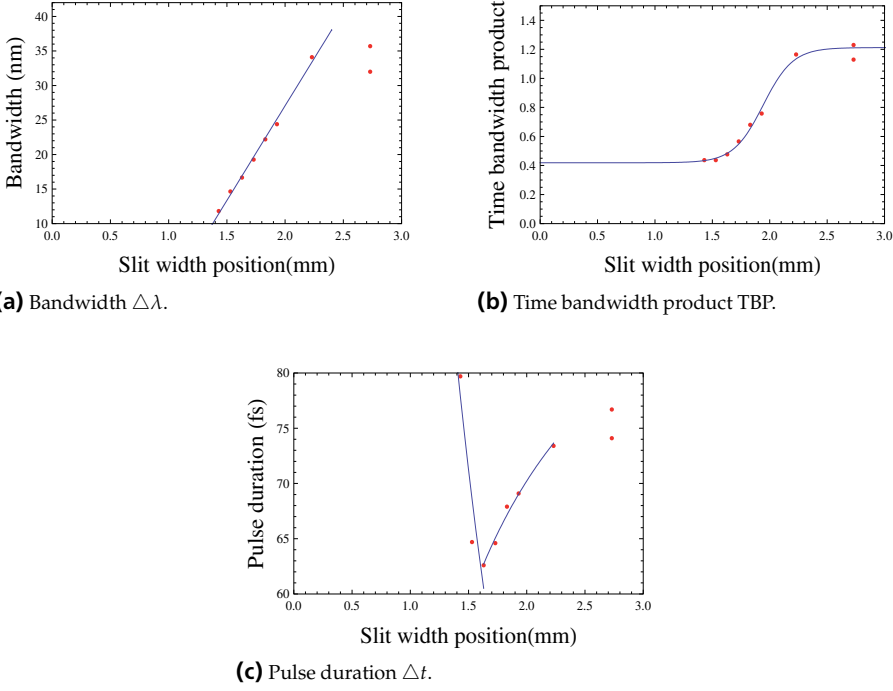 40
35
30
25
20
15
10
0.0 0.5 1.0 1.5 2.0 2.5 3.0
Bandwidth (nm)
Slit width position(mm)
(a) Bandwidth △λ.
1.4
1.2
1.0
0.8
0.6
0.4
0.2
0.0
0.0 0.5 1.0 1.5 2.0 2.5 3.0
Time bandwidth product
Slit width position(mm)
(b) Time bandwidth product TBP.
80
75
70
65
60
0.0 0.5 1.0 1.5 2.0 2.5 3.0
Pulse duration (fs)
Slit width position(mm)
(c) Pulse duration △t.